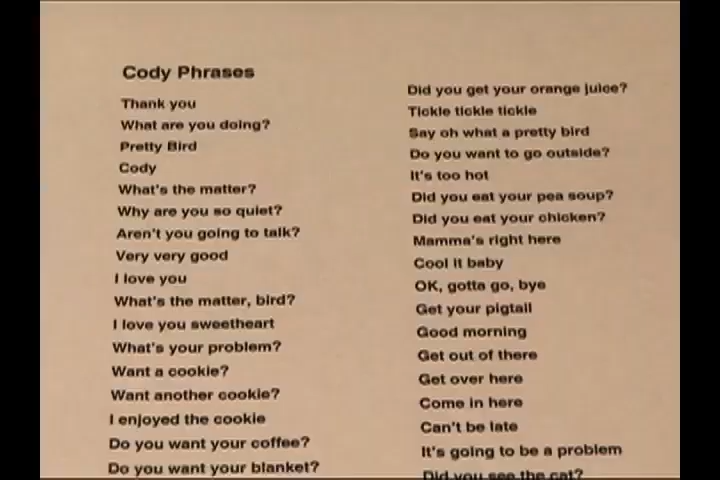 Cody Phrases
Thank you
What are you doing?
Pretty Bird
Cody
What's the matter?
Why are you so quiet?
Aren't you going to talk?
Very very good
I love you
What's the matter, bird?
I love you sweetheart
What's your problem?
Want a cookie?
Want another cookie?
I enjoyed the cookie
Do you want your coffee?
Do you want your blanket?
Did you get your orange juice?
Tickle tickle tickle
Say oh what a pretty bird
Do you want to go outside?
It's too hot
Did you eat your pea soup?
Did you eat your chicken?
Mamma's right here
Cool it baby
OK, gotta go, bye
Get your pigtail
Good morning
Get out of there
Get over here
Come in here
Can't be late
It's going to be a problem
Did you see the cat?